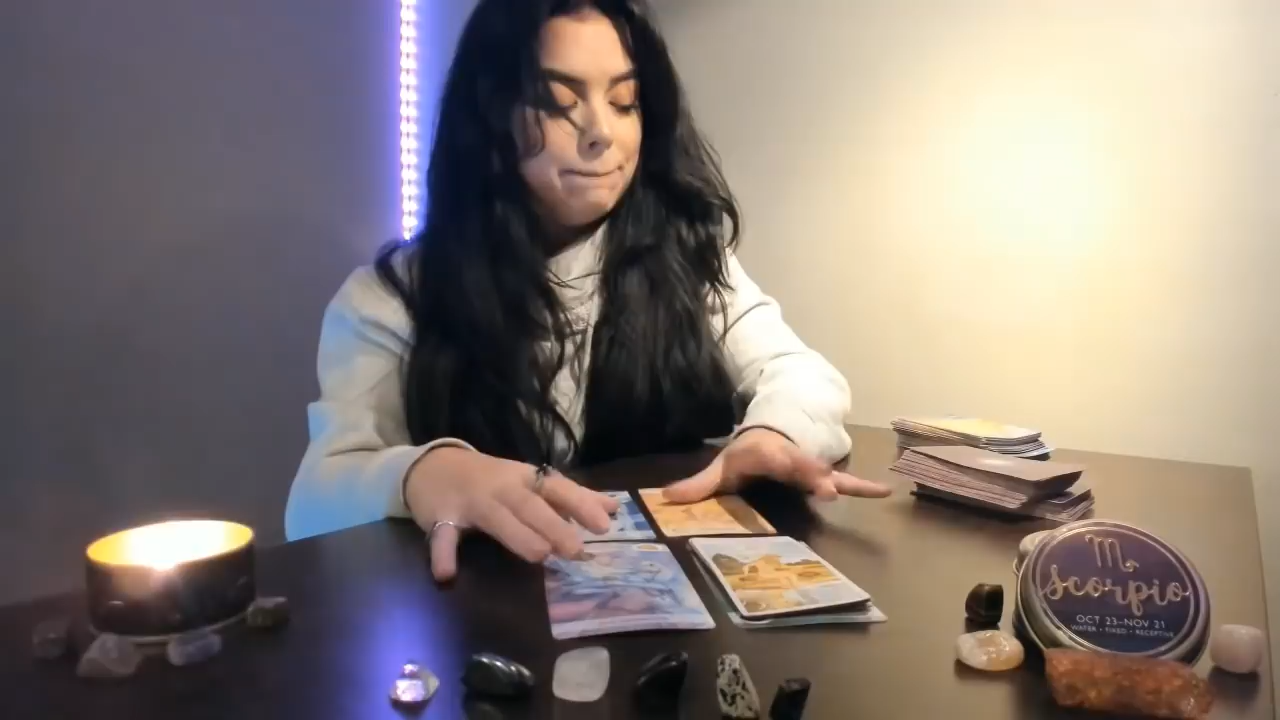 scorpio
OCT 23-NOV 21
WATER • FIXED • RECEPTIVE